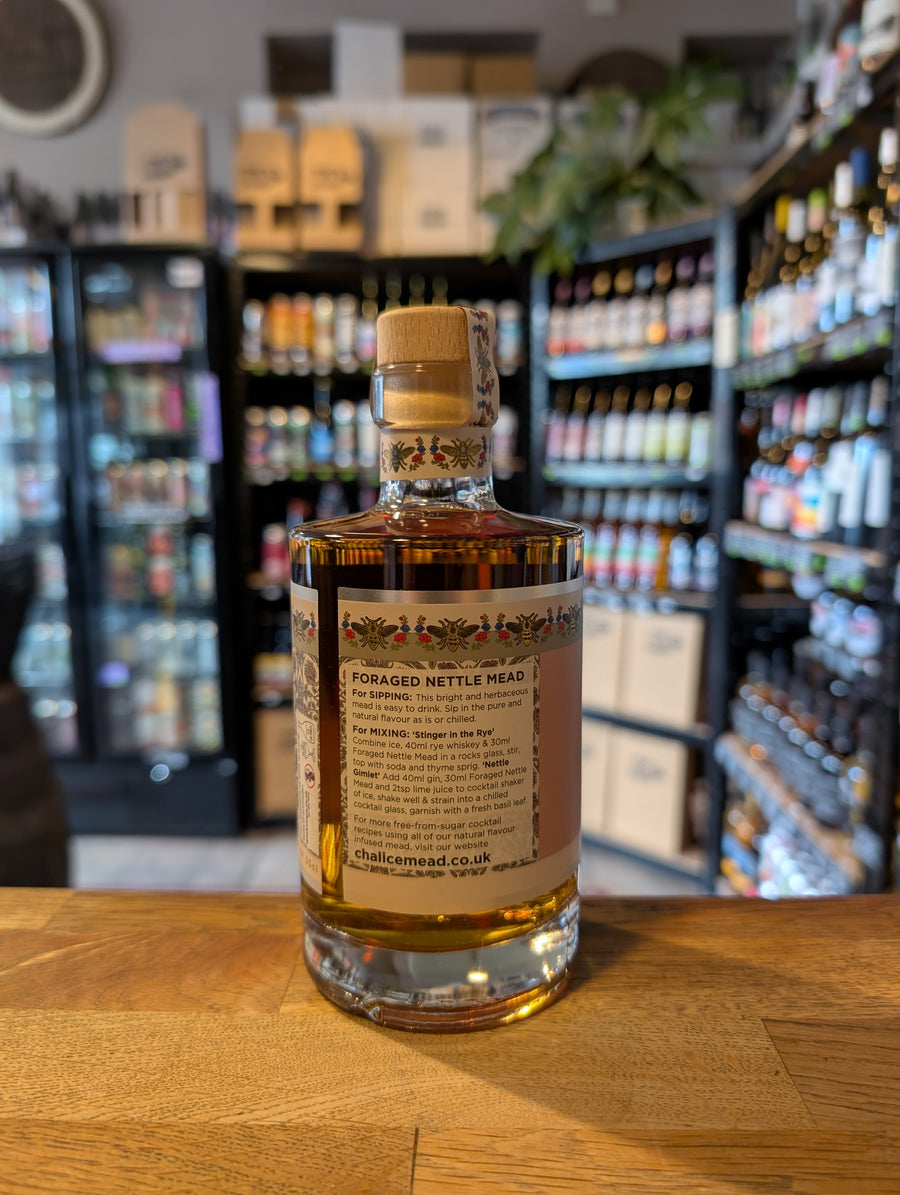 FORAGED NETTLE MEAD
For SIPPING: This bright and herbaceous
mead is easy to drink. Sip in the pure and
natural flavour as is or chilled.
For MIXING: 'Stinger in the Rye'
Combine ice, 40ml rye whiskey & 30ml
Foraged Nettle Mead in a rocks glass, stir,
top with soda and thyme sprig. 'Nettle
Gimlet' Add 40ml gin, 30ml Foraged Nettle
Mead and 2tsp lime juice to cocktail shaker
of ice, shake well & strain into a chilled
cocktail glass, garnish with a fresh basil leaf.
For more free-from-sugar cocktail
recipes using all of our natural flavour
infused mead, visit our website
chalicemead.co.uk